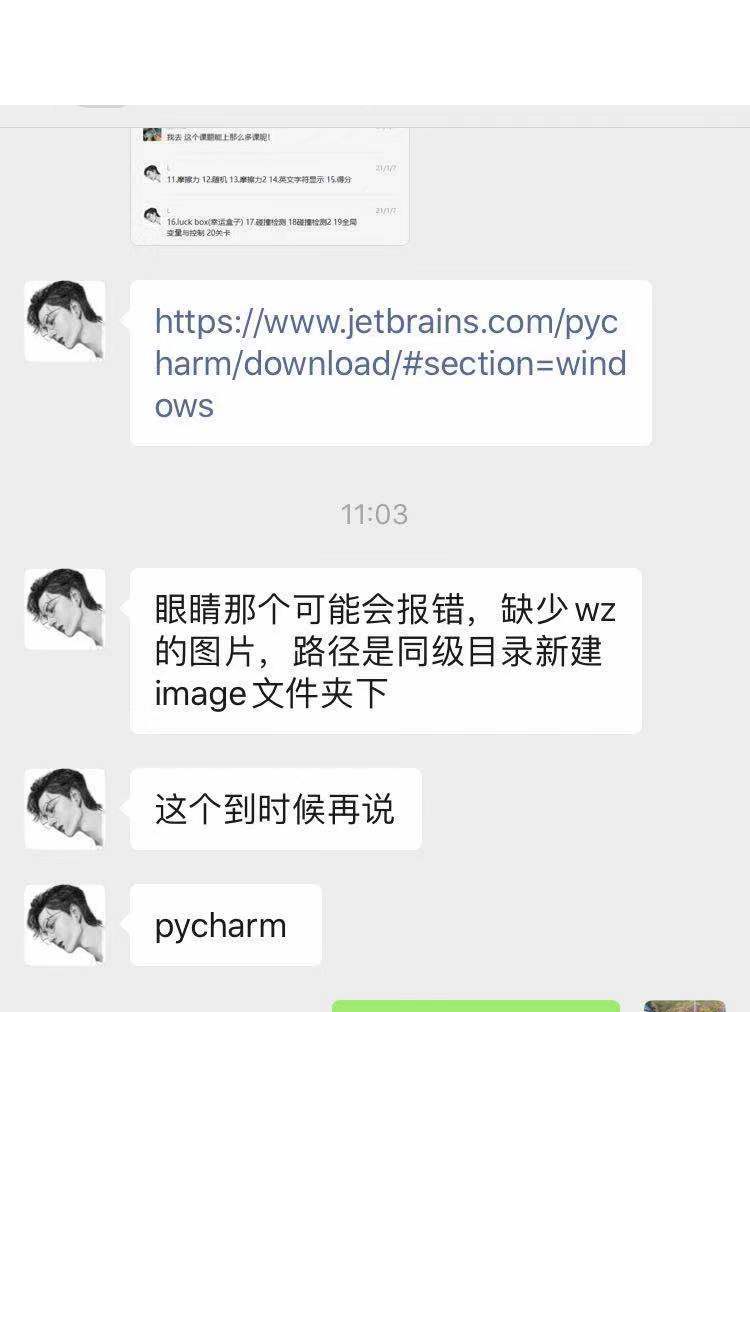 我去 这个课题能上那么多课呢!
L
21/1/7
11.摩擦力 12.随机 13.摩擦力2 14.英文字符显示 15.得分
L
21/1/7
16.luck box(幸运盒子) 17.碰撞检测 18碰撞检测2 19全局
变量与控制 20关卡
https://www.jetbrains.com/pyc
harm/download/#section=wind
ows
11:03
眼睛那个可能会报错，缺少wz
的图片，路径是同级目录新建
image文件夹下
这个到时候再说
pycharm